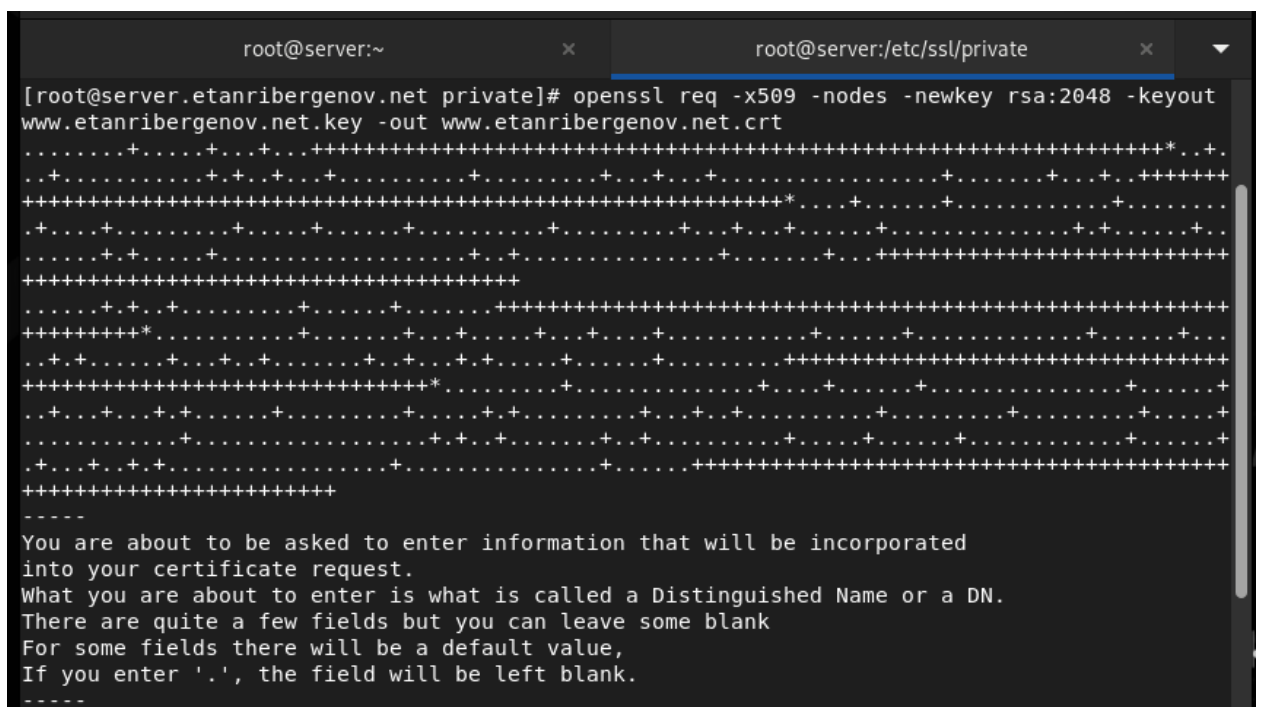 root@server:~ × root@server:/etc/ssl/private ×
[root@server.etanribergenov.net private]# openssl req -x509 -nodes -newkey rsa:2048 -keyout
www.etanribergenov.net.key -out www.etanribergenov.net.crt
-----
You are about to be asked to enter information that will be incorporated
into your certificate request.
What you are about to enter is what is called a Distinguished Name or a DN.
There are quite a few fields but you can leave some blank
For some fields there will be a default value,
If you enter '.', the field will be left blank.
-----